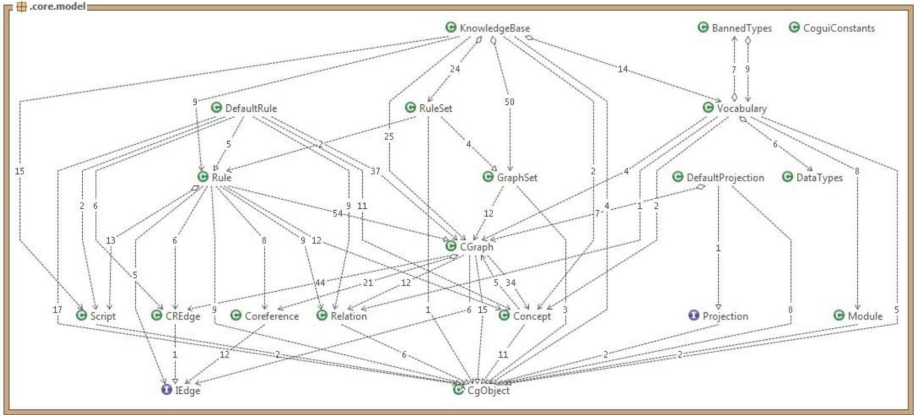 .core.model
KnowledgeBase BannedTypes CoguiConstants
24 7 9
14
50
9 DefaultRule RuleSet Vocabulary
25
15 5 2 4 37 6 2 4 6 8
Rule GraphSet DefaultProjection DataTypes
2 6 54 9 11 12 4 7 1 2
13 6 8 9 12 CGraph 1
5 44 21 12 5 34
17 9 1 6 15 3 8 5
Script CREdge Coreference Relation Concept Projection Module
1 12 2 6 11 2 2
IEdge CgObject